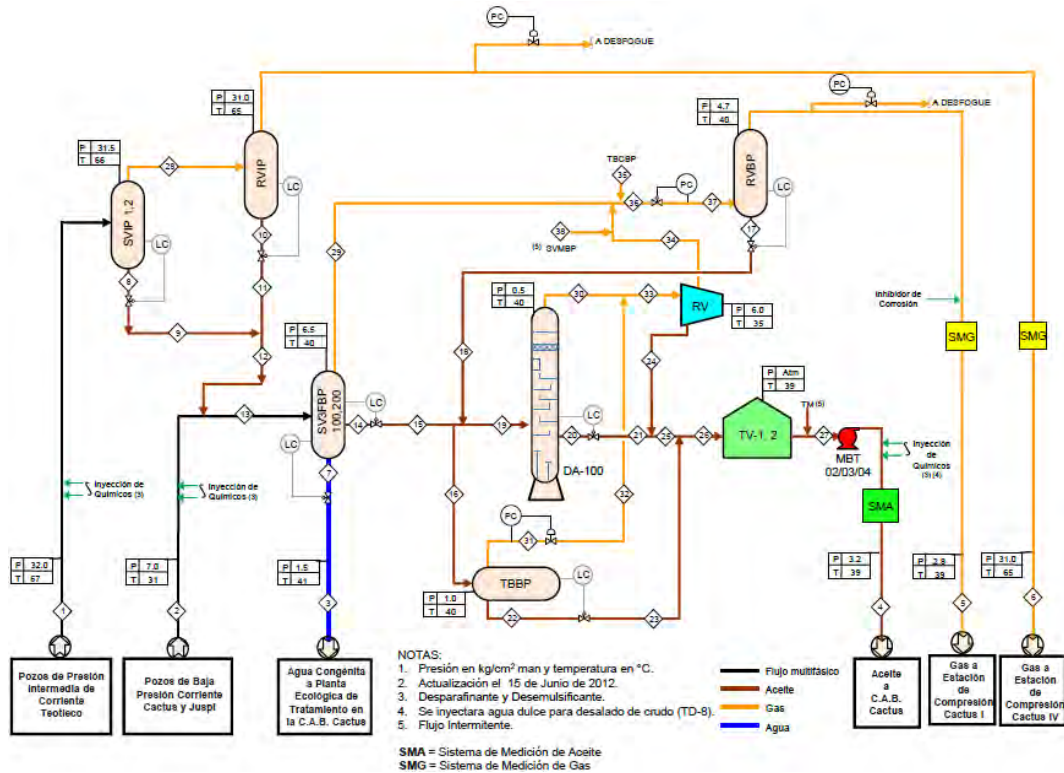 PC
A DESFOGUE
PC
A DESFOGUE
P 31.0
T 65
P 4.7
T 40
P 31.5
T 66
28
RVIP
RVBP
SVIP 1,2
LC
LC
LC
TBCBP
35
PC
36
37
38
(5) SVMBP
34
10
17
8
29
11
9
12
P 0.5
T 40
30
33
RV
P 6.0
T 35
Inhibidor de
Corrosión
SMG
SMG
P 6.5
T 40
18
24
P Atm
T 39
SV3FBP
100,200
LC
13
14
15
19
LC
20
21
25
26
TV-1, 2
TM (5)
27
MBT
02/03/04
DA-100
LC
7
Inyección de
Químicos (3)
Inyección de
Químicos (3)
Inyección
de
Químicos
(3) (4)
16
32
PC
31
SMA
P 32.0
T 67
P 7.0
T 31
P 1.5
T 41
TBBP
LC
P 1.0
T 40
22
23
P 3.2
T 39
P 2.9
T 39
P 31.0
T 65
1
2
3
4
5
6
Pozos de Presión
Intermedia de
Corriente
Teotleco
Pozos de Baja
Presión Corriente
Cactus y Juspi
Agua Congénita
a Planta
Ecológica de
Tratamiento en
la C.A.B. Cactus
Aceite
a
C.A.B.
Cactus
Gas a
Estación
de
Compresión
Cactus I
Gas a
Estación
de
Compresión
Cactus IV
NOTAS:
1. Presión en kg/cm² man y temperatura en °C.
2. Actualización el 15 de Junio de 2012.
3. Desparafinante y Desemulsificante.
4. Se inyectara agua dulce para desalado de crudo (TD-8).
5. Flujo Intermitente.
SMA = Sistema de Medición de Aceite
SMG = Sistema de Medición de Gas
Flujo multifásico
Aceite
Gas
Agua